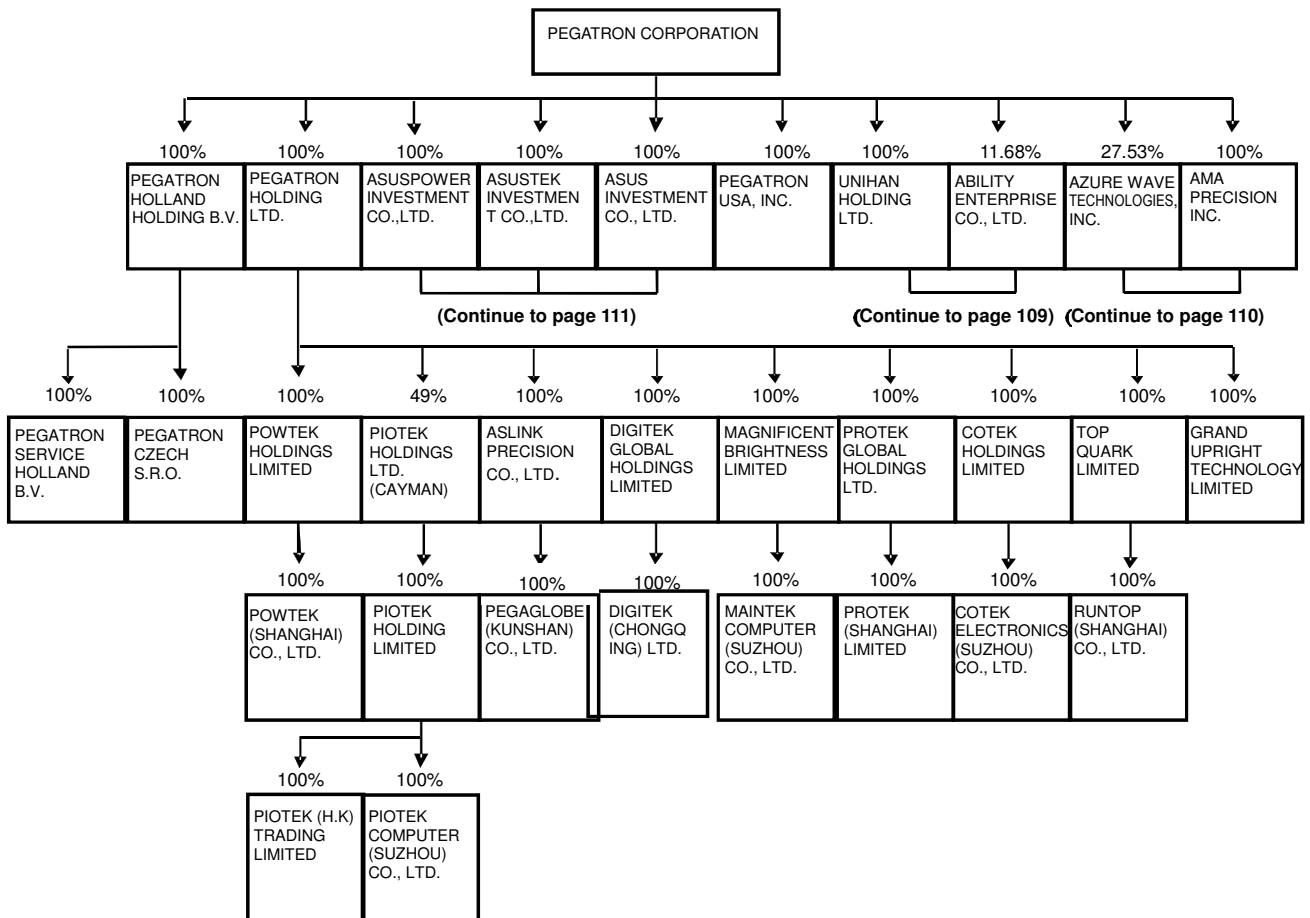 PEGATRON CORPORATION
100%
100%
100%
100%
100%
100%
100%
11.68%
27.53%
100%
PEGATRON
HOLLAND
HOLDING B.V.
PEGATRON
HOLDING
LTD.
ASUSPOWER
INVESTMENT
CO.,LTD.
ASUSTEK
INVESTMEN
T CO.,LTD.
ASUS
INVESTMENT
CO., LTD.
PEGATRON
USA, INC.
UNIHAN
HOLDING
LTD.
ABILITY
ENTERPRISE
CO., LTD.
AZURE WAVE
TECHNOLOGIES,
INC.
AMA
PRECISION
INC.
(Continue to page 111)
(Continue to page 109)
(Continue to page 110)
100%
100%
100%
49%
100%
100%
100%
100%
100%
100%
100%
PEGATRON
SERVICE
HOLLAND
B.V.
PEGATRON
CZECH
S.R.O.
POWTEK
HOLDINGS
LIMITED
PIOTEK
HOLDINGS
LTD.
(CAYMAN)
ASLINK
PRECISION
CO., LTD.
DIGITEK
GLOBAL
HOLDINGS
LIMITED
MAGNIFICENT
BRIGHTNESS
LIMITED
PROTEK
GLOBAL
HOLDINGS
LTD.
COTEK
HOLDINGS
LIMITED
TOP
QUARK
LIMITED
GRAND
UPRIGHT
TECHNOLOGY
LIMITED
100%
100%
100%
100%
100%
100%
100%
100%
POWTEK
(SHANGHAI)
CO., LTD.
PIOTEK
HOLDING
LIMITED
PEGAGLOBE
(KUNSHAN)
CO., LTD.
DIGITEK
(CHONGQ
ING) LTD.
MAINTEK
COMPUTER
(SUZHOU)
CO., LTD.
PROTEK
(SHANGHAI)
LIMITED
COTEK
ELECTRONICS
(SUZHOU)
CO., LTD.
RUNTOP
(SHANGHAI)
CO., LTD.
100%
100%
PIOTEK (H.K)
TRADING
LIMITED
PIOTEK
COMPUTER
(SUZHOU)
CO., LTD.